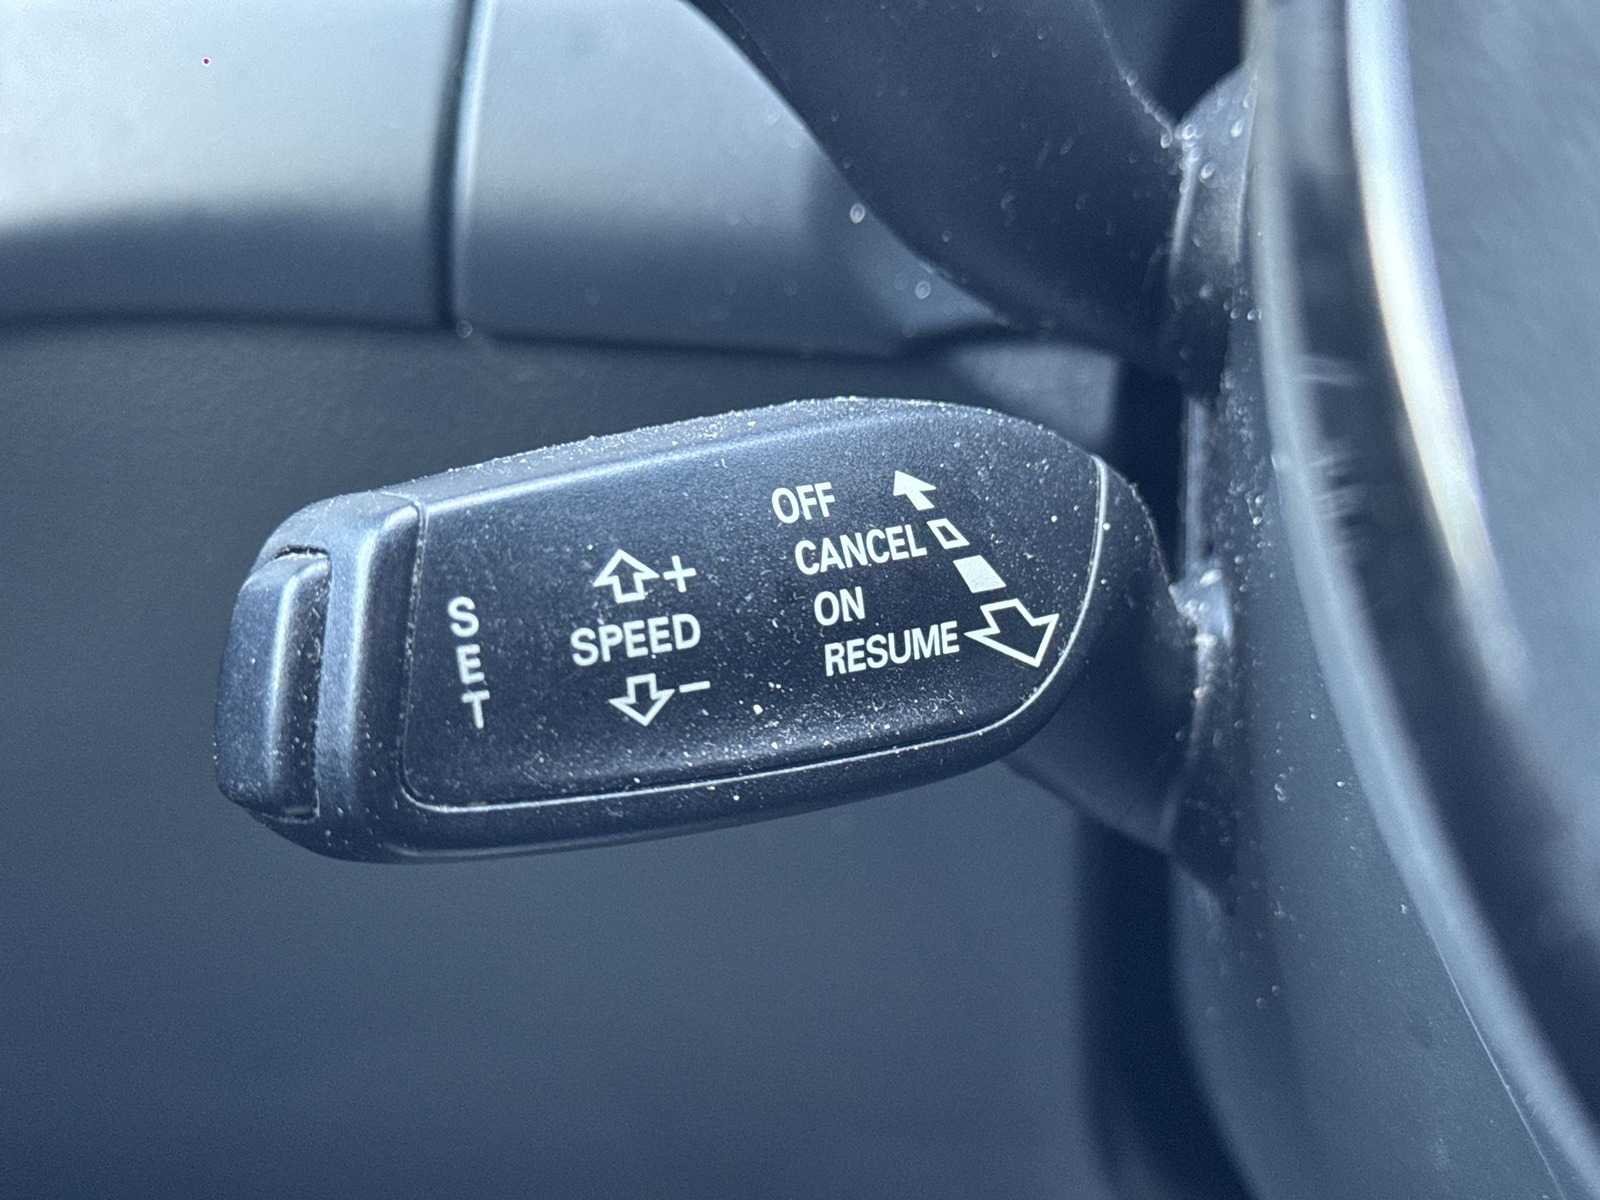 OFF
CANCEL
ON
RESUME
+
SPEED
−
SET